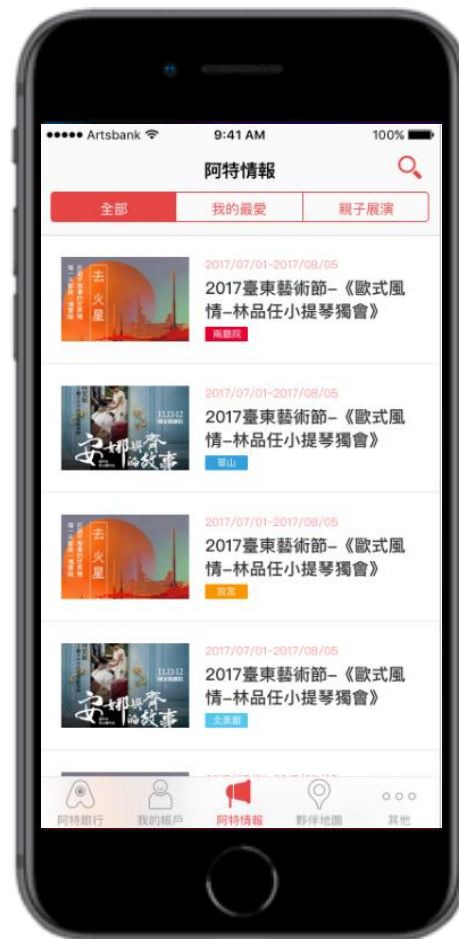 Artsbank
9:41 AM
100%
阿特情報
全部
我的最愛
親子展演
去火星
2017/07/01-2017/08/05
2017臺東藝術節–《歐式風
情–林品任小提琴獨會》
兩廳院
11.11-12
安娜與齊
的故事
2017/07/01-2017/08/05
2017臺東藝術節–《歐式風
情–林品任小提琴獨會》
華山
去火星
2017/07/01-2017/08/05
2017臺東藝術節–《歐式風
情–林品任小提琴獨會》
故宮
安娜與齊
的故事
2017/07/01-2017/08/05
2017臺東藝術節–《歐式風
情–林品任小提琴獨會》
北美館
阿特銀行
我的帳戶
阿特情報
夥伴地圖
其他